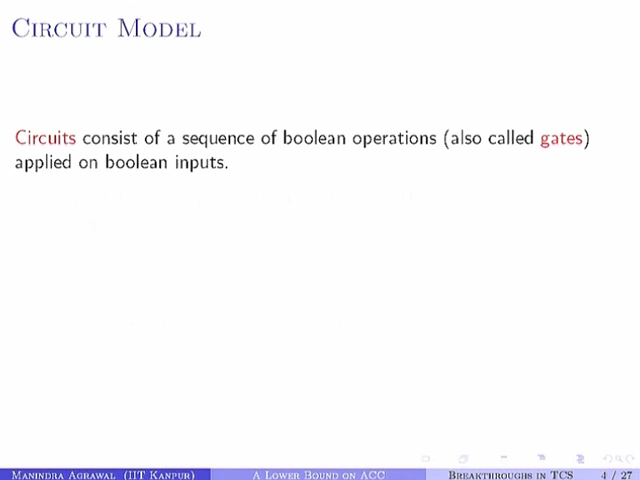 CIRCUIT MODEL
Circuits consist of a sequence of boolean operations (also called gates)
applied on boolean inputs.
MANINDRA AGRAWAL (IIT KANPUR) A LOWER BOUND ON ACC BREAKTHROUGHS IN TCS 4 / 27